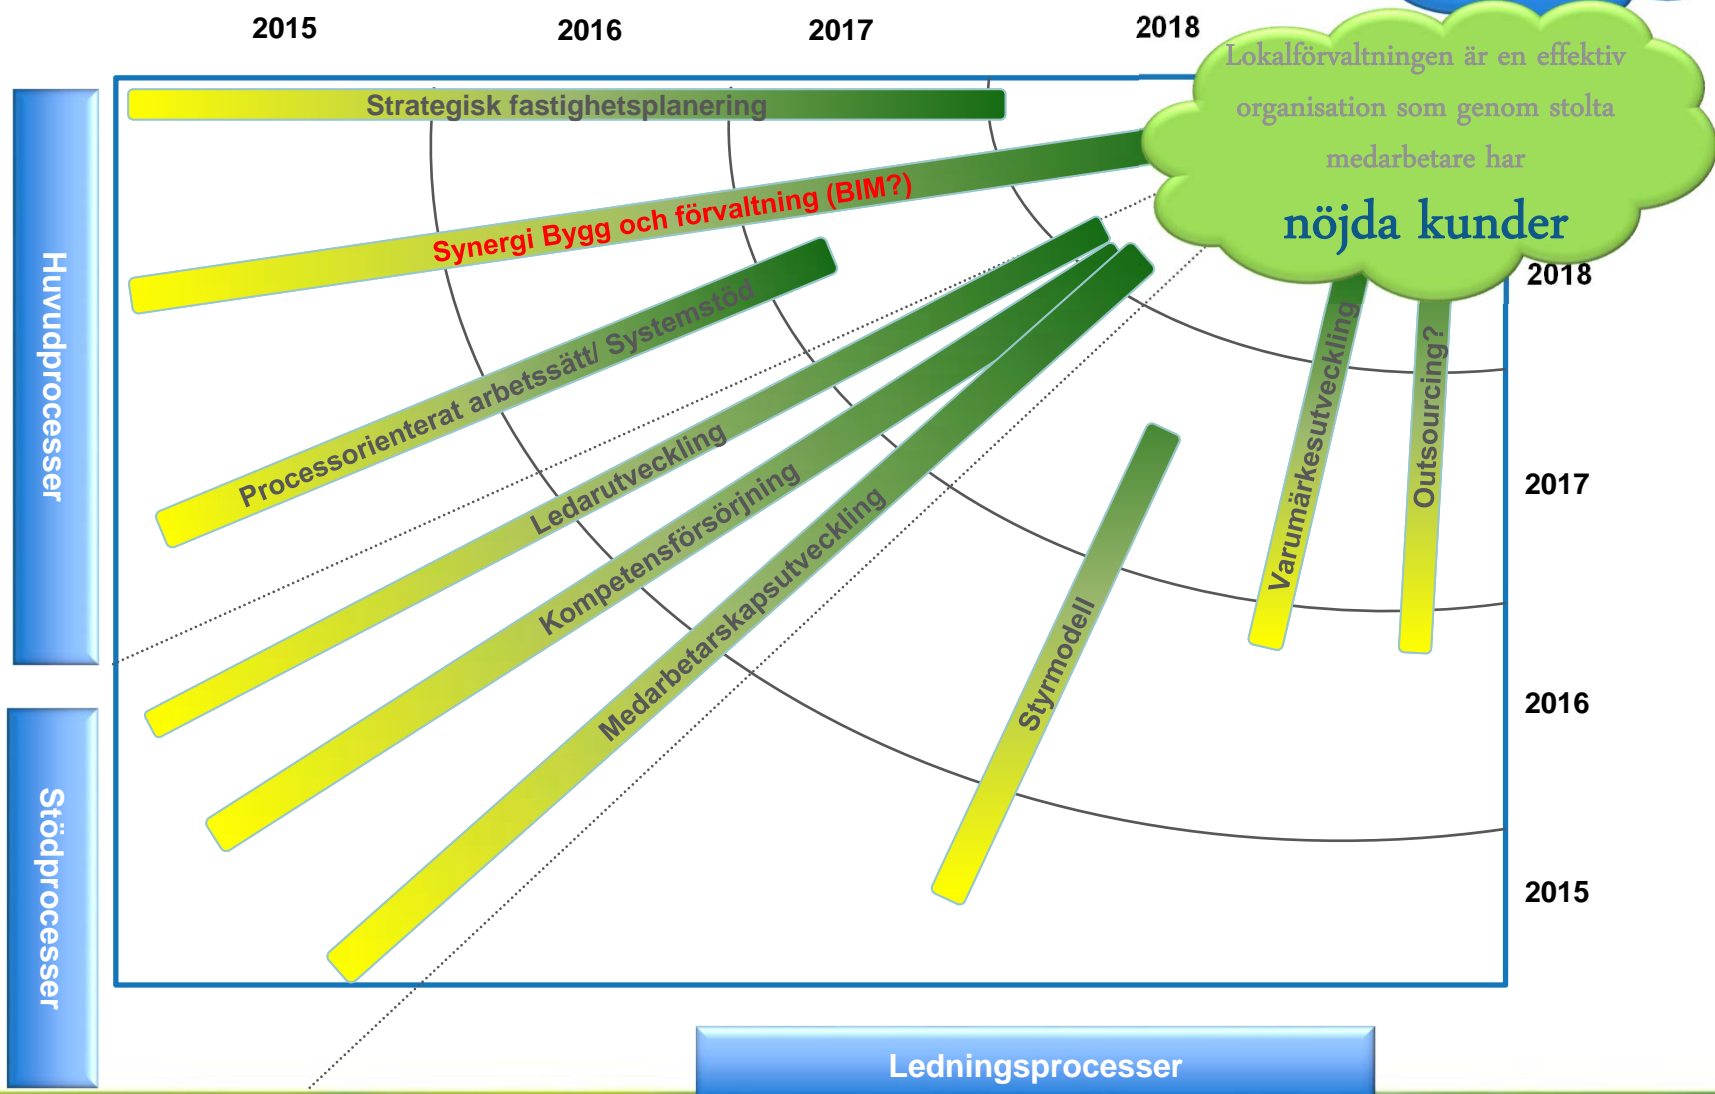 2015
2016
2017
2018
Lokalförvaltningen är en effektiv
organisation som genom stolta
medarbetare har
nöjda kunder
Strategisk fastighetsplanering
Synergi Bygg och förvaltning (BIM?)
Processorienterat arbetssätt/ Systemstöd
Ledarutveckling
Kompetensförsörjning
Medarbetarskapsutveckling
Styrmodell
Varumärkesutveckling
Outsourcing?
2018
2017
2016
2015
Huvudprocesser
Stödprocesser
Ledningsprocesser